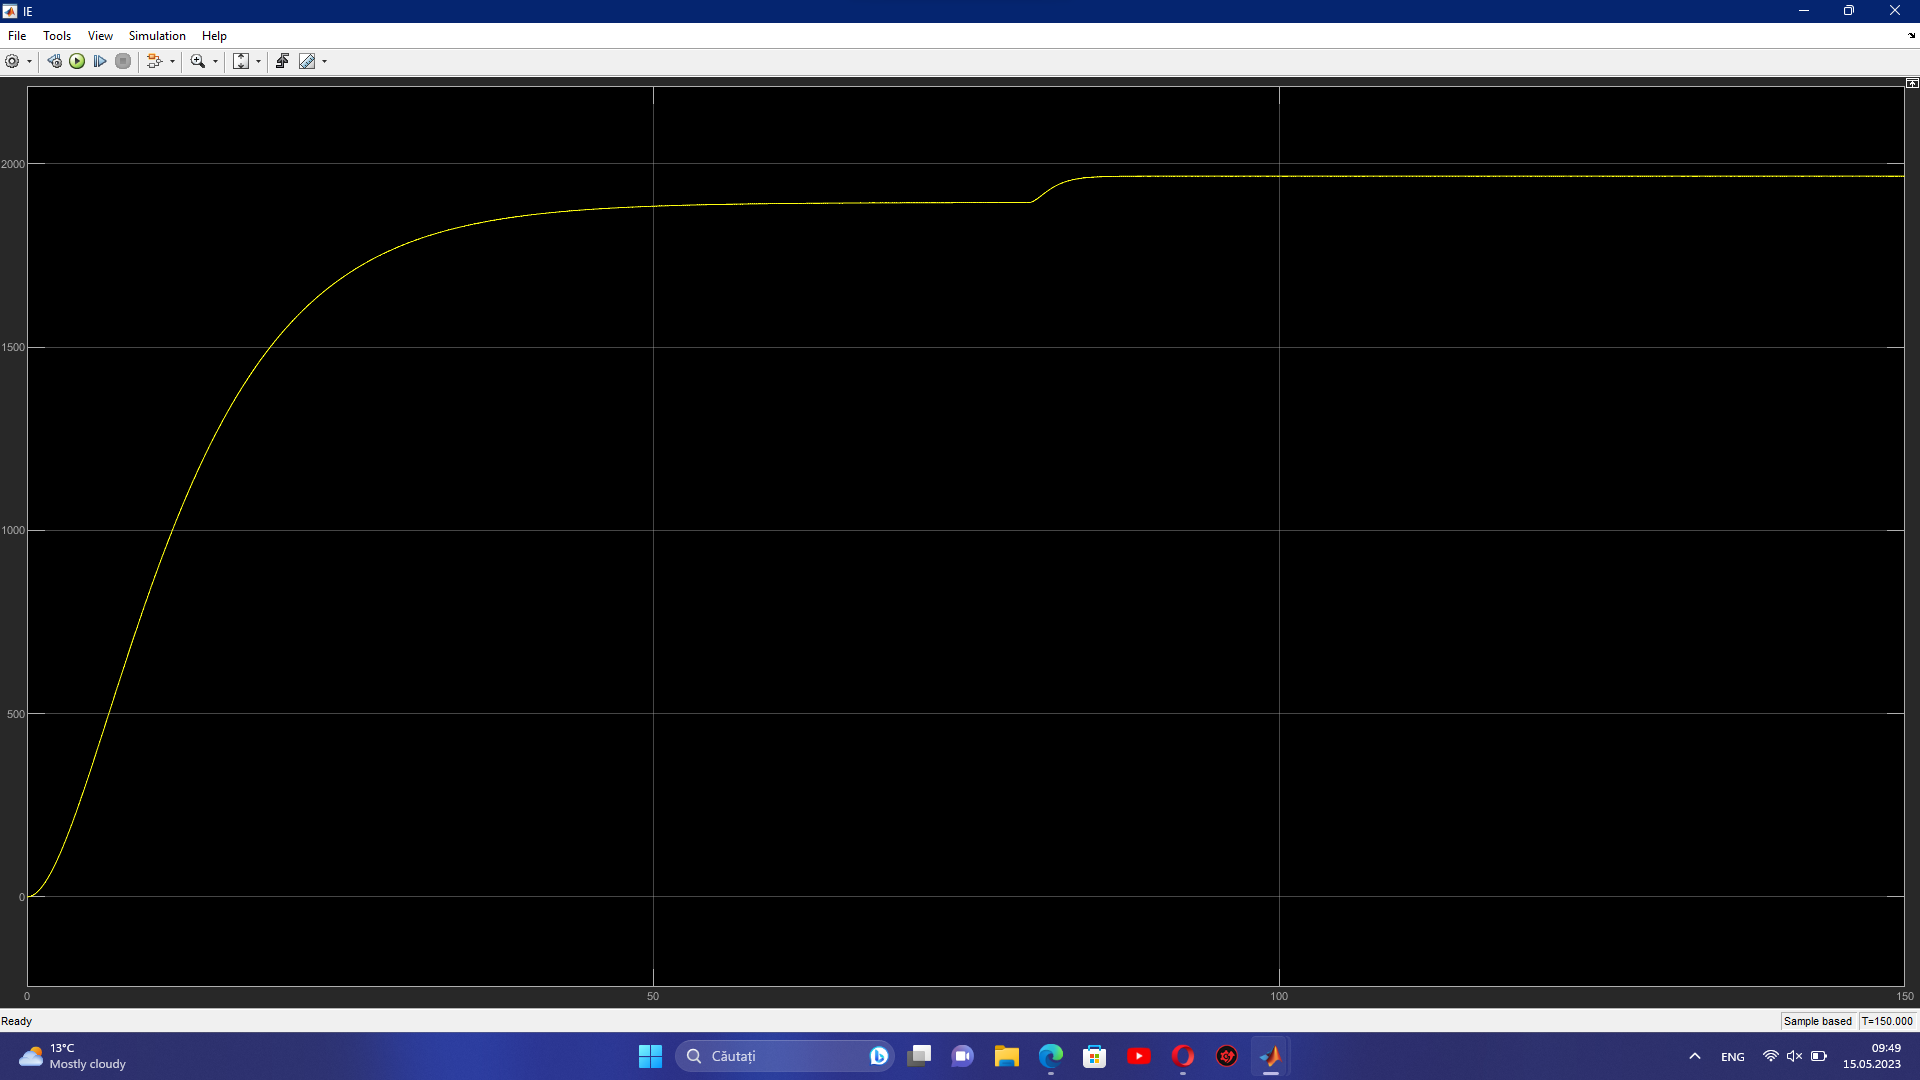 IE
File Tools View Simulation Help
2000
1500
1000
500
0
0 50 100 150
Ready Sample based T=150.000
13°C
Mostly cloudy
Căutați
ENG
09:49
15.05.2023